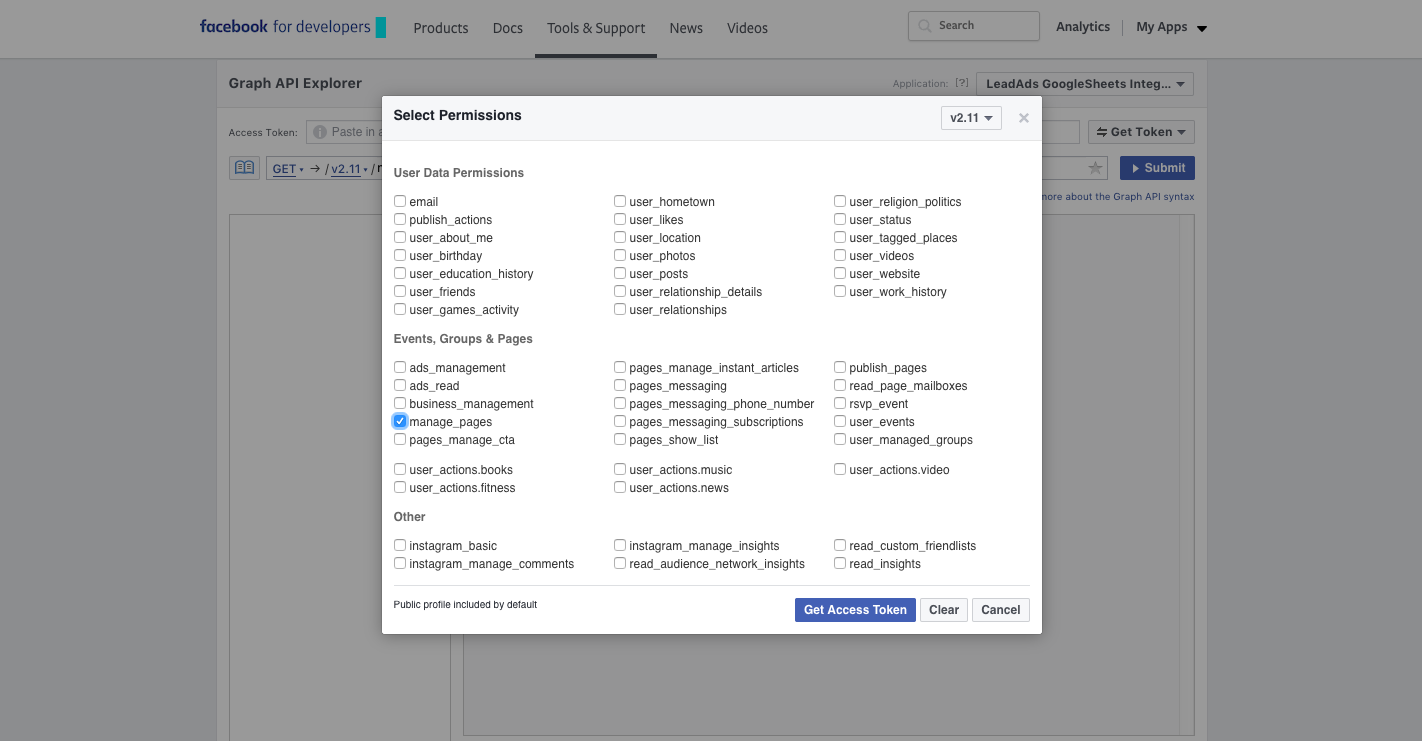 facebook for developers Products Docs Tools & Support News Videos Search Analytics My Apps
Graph API Explorer Application: [?] LeadAds GoogleSheets Integ...
Select Permissions v2.11 ×
Access Token: Paste in a Get Token
GET → / v2.11 / Submit
more about the Graph API syntax
User Data Permissions
email user_hometown user_religion_politics
publish_actions user_likes user_status
user_about_me user_location user_tagged_places
user_birthday user_photos user_videos
user_education_history user_posts user_website
user_friends user_relationship_details user_work_history
user_games_activity user_relationships
Events, Groups & Pages
ads_management pages_manage_instant_articles publish_pages
ads_read pages_messaging read_page_mailboxes
business_management pages_messaging_phone_number rsvp_event
manage_pages pages_messaging_subscriptions user_events
pages_manage_cta pages_show_list user_managed_groups
user_actions.books user_actions.music user_actions.video
user_actions.fitness user_actions.news
Other
instagram_basic instagram_manage_insights read_custom_friendlists
instagram_manage_comments read_audience_network_insights read_insights
Public profile included by default Get Access Token Clear Cancel